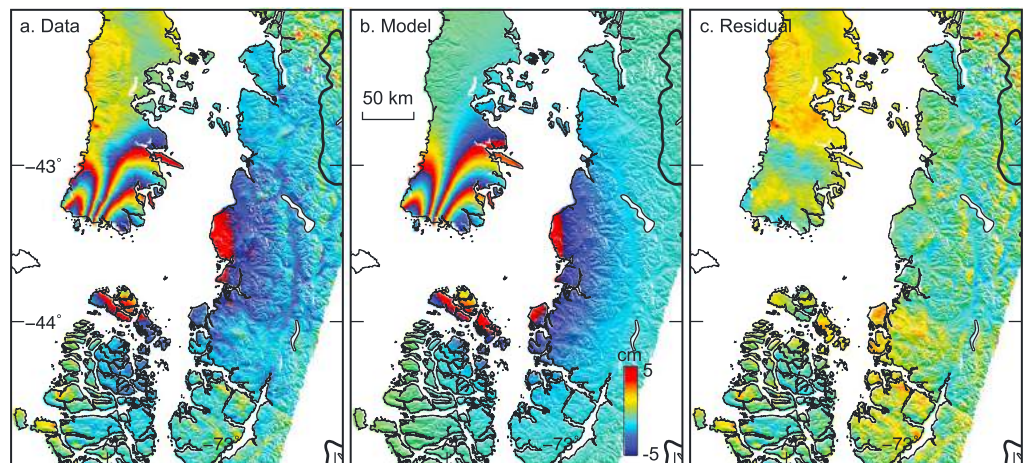 a. Data
b. Model
c. Residual
50 km
−43°
−44°
cm
5
-5
−73°
−73°
−73°